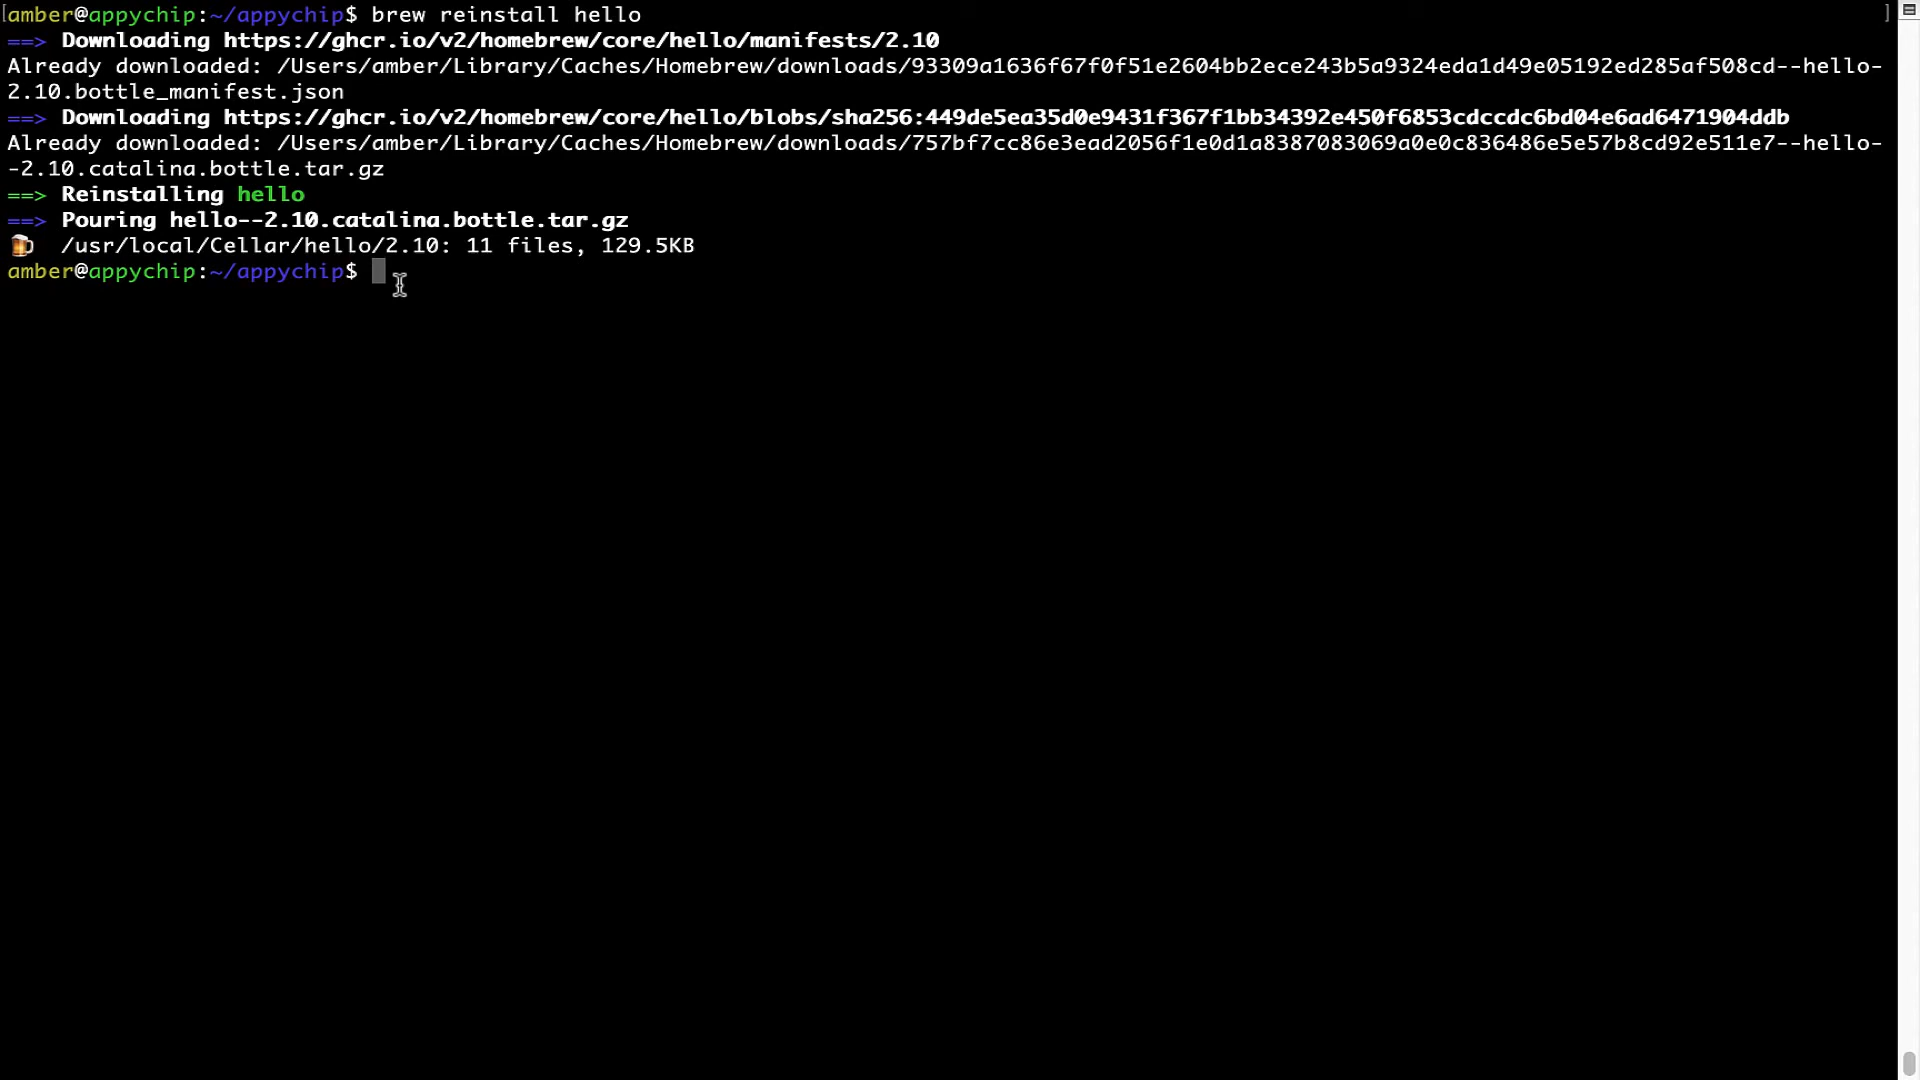 [amber@appychip:~/appychip$ brew reinstall hello ]
==> Downloading https://ghcr.io/v2/homebrew/core/hello/manifests/2.10
Already downloaded: /Users/amber/Library/Caches/Homebrew/downloads/93309a1636f67f0f51e2604bb2ece243b5a9324eda1d49e05192ed285af508cd--hello-
2.10.bottle_manifest.json
==> Downloading https://ghcr.io/v2/homebrew/core/hello/blobs/sha256:449de5ea35d0e9431f367f1bb34392e450f6853cdccdc6bd04e6ad6471904ddb
Already downloaded: /Users/amber/Library/Caches/Homebrew/downloads/757bf7cc86e3ead2056f1e0d1a8387083069a0e0c836486e5e57b8cd92e511e7--hello-
-2.10.catalina.bottle.tar.gz
==> Reinstalling hello
==> Pouring hello--2.10.catalina.bottle.tar.gz
🍺 /usr/local/Cellar/hello/2.10: 11 files, 129.5KB
amber@appychip:~/appychip$